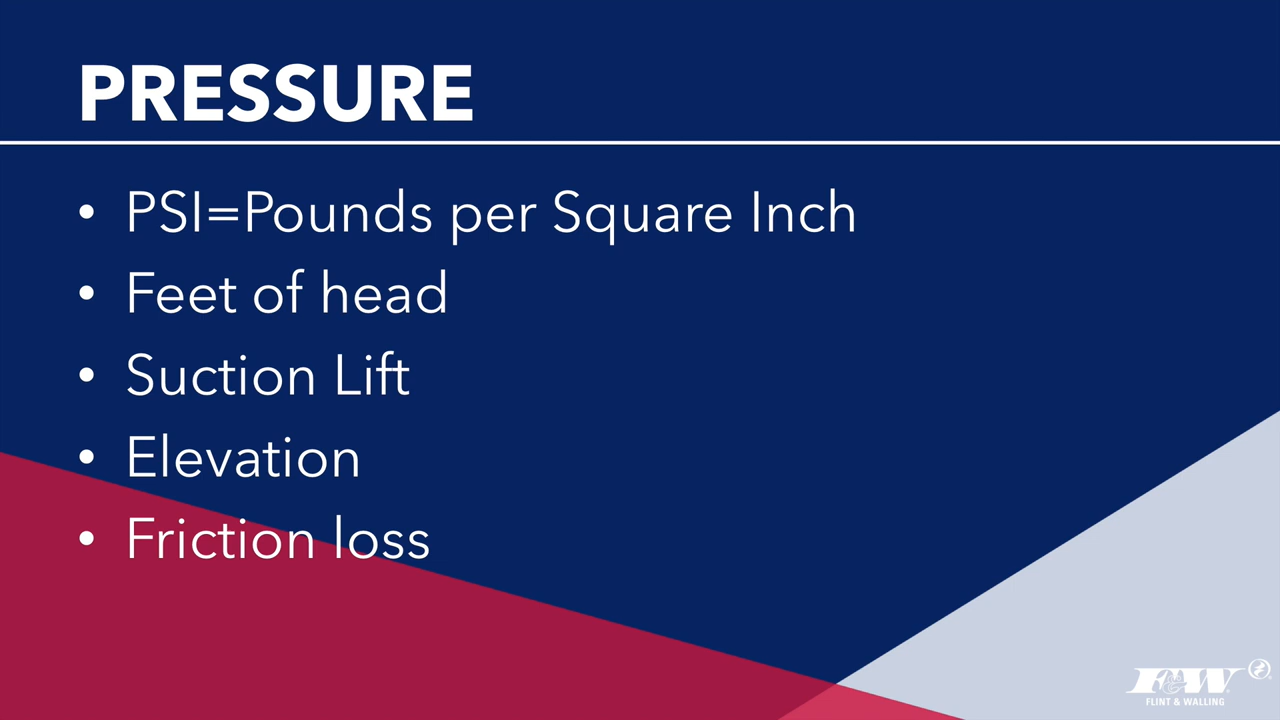 PRESSURE
• PSI=Pounds per Square Inch
• Feet of head
• Suction Lift
• Elevation
• Friction loss
F&W
FLINT & WALLING